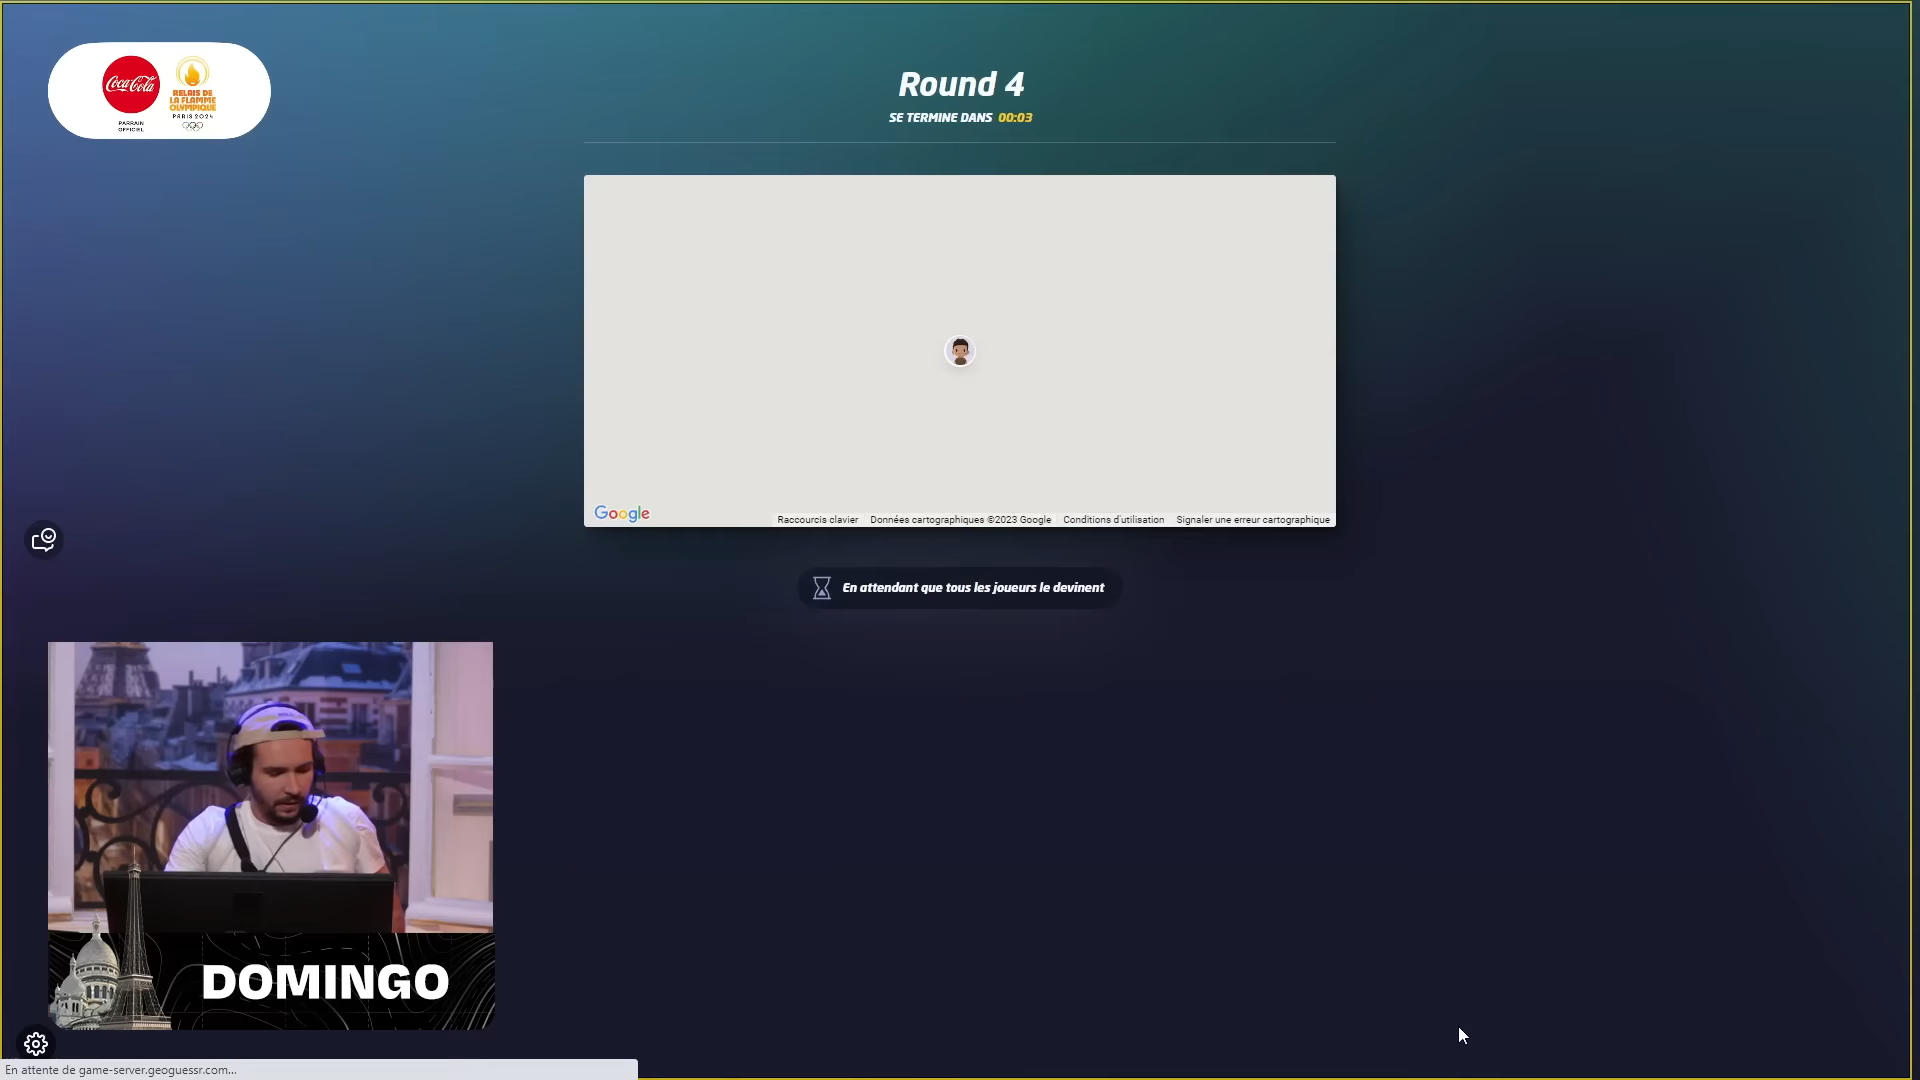 Coca-Cola
PARRAIN
OFFICIEL
RELAIS DE
LA FLAMME
OLYMPIQUE
PARIS 2024
Round 4
SE TERMINE DANS 00:03
Google
Raccourcis clavier
Données cartographiques ©2023 Google
Conditions d'utilisation
Signaler une erreur cartographique
En attendant que tous les joueurs le devinent
DOMINGO
En attente de game-server.geoguessr.com...